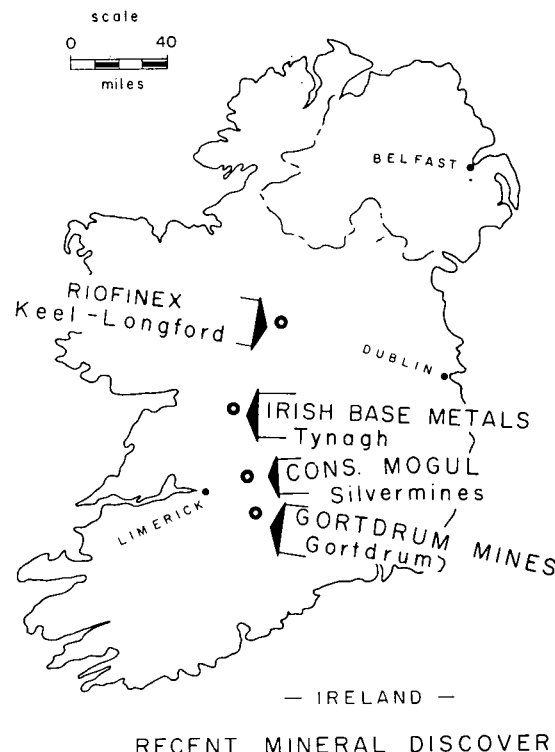 scale
0 40
miles
BELFAST
RIOFINEX
Keel-Longford
DUBLIN
IRISH BASE METALS
Tynagh
CONS. MOGUL
Silvermines
LIMERICK
GORTDRUM MINES
Gortdrum
— IRELAND —
RECENT MINERAL DISCOVER